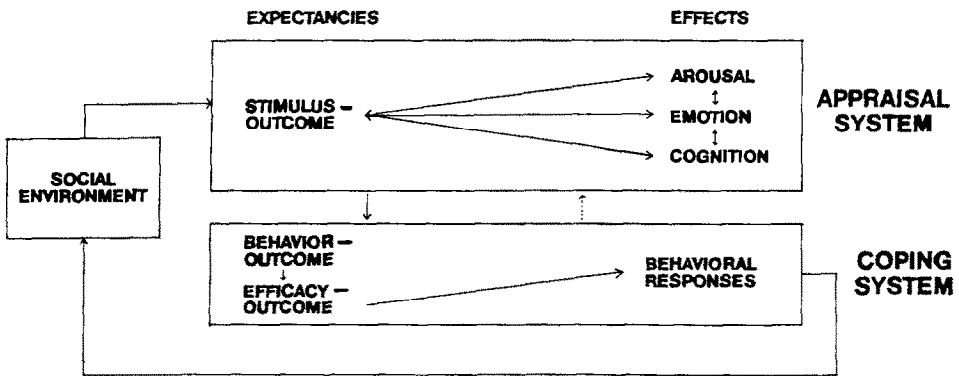 EXPECTANCIES
EFFECTS
STIMULUS –
OUTCOME
AROUSAL
EMOTION
COGNITION
APPRAISAL
SYSTEM
SOCIAL
ENVIRONMENT
BEHAVIOR –
OUTCOME
EFFICACY –
OUTCOME
BEHAVIORAL
RESPONSES
COPING
SYSTEM